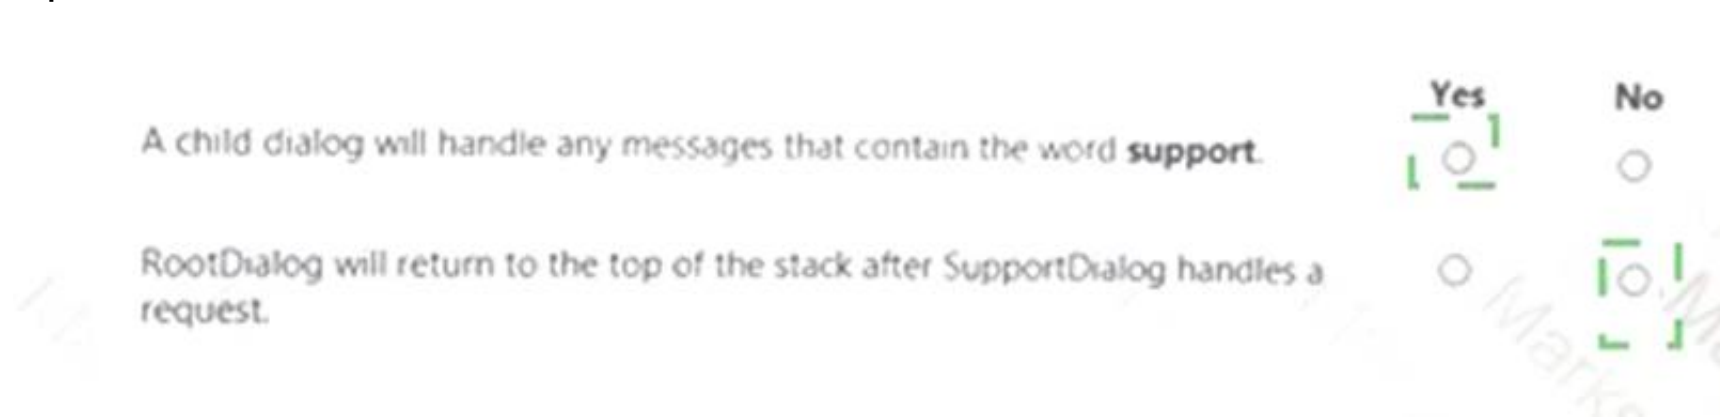 Yes No
A child dialog will handle any messages that contain the word support.
RootDialog will return to the top of the stack after SupportDialog handles a
request.
Marks